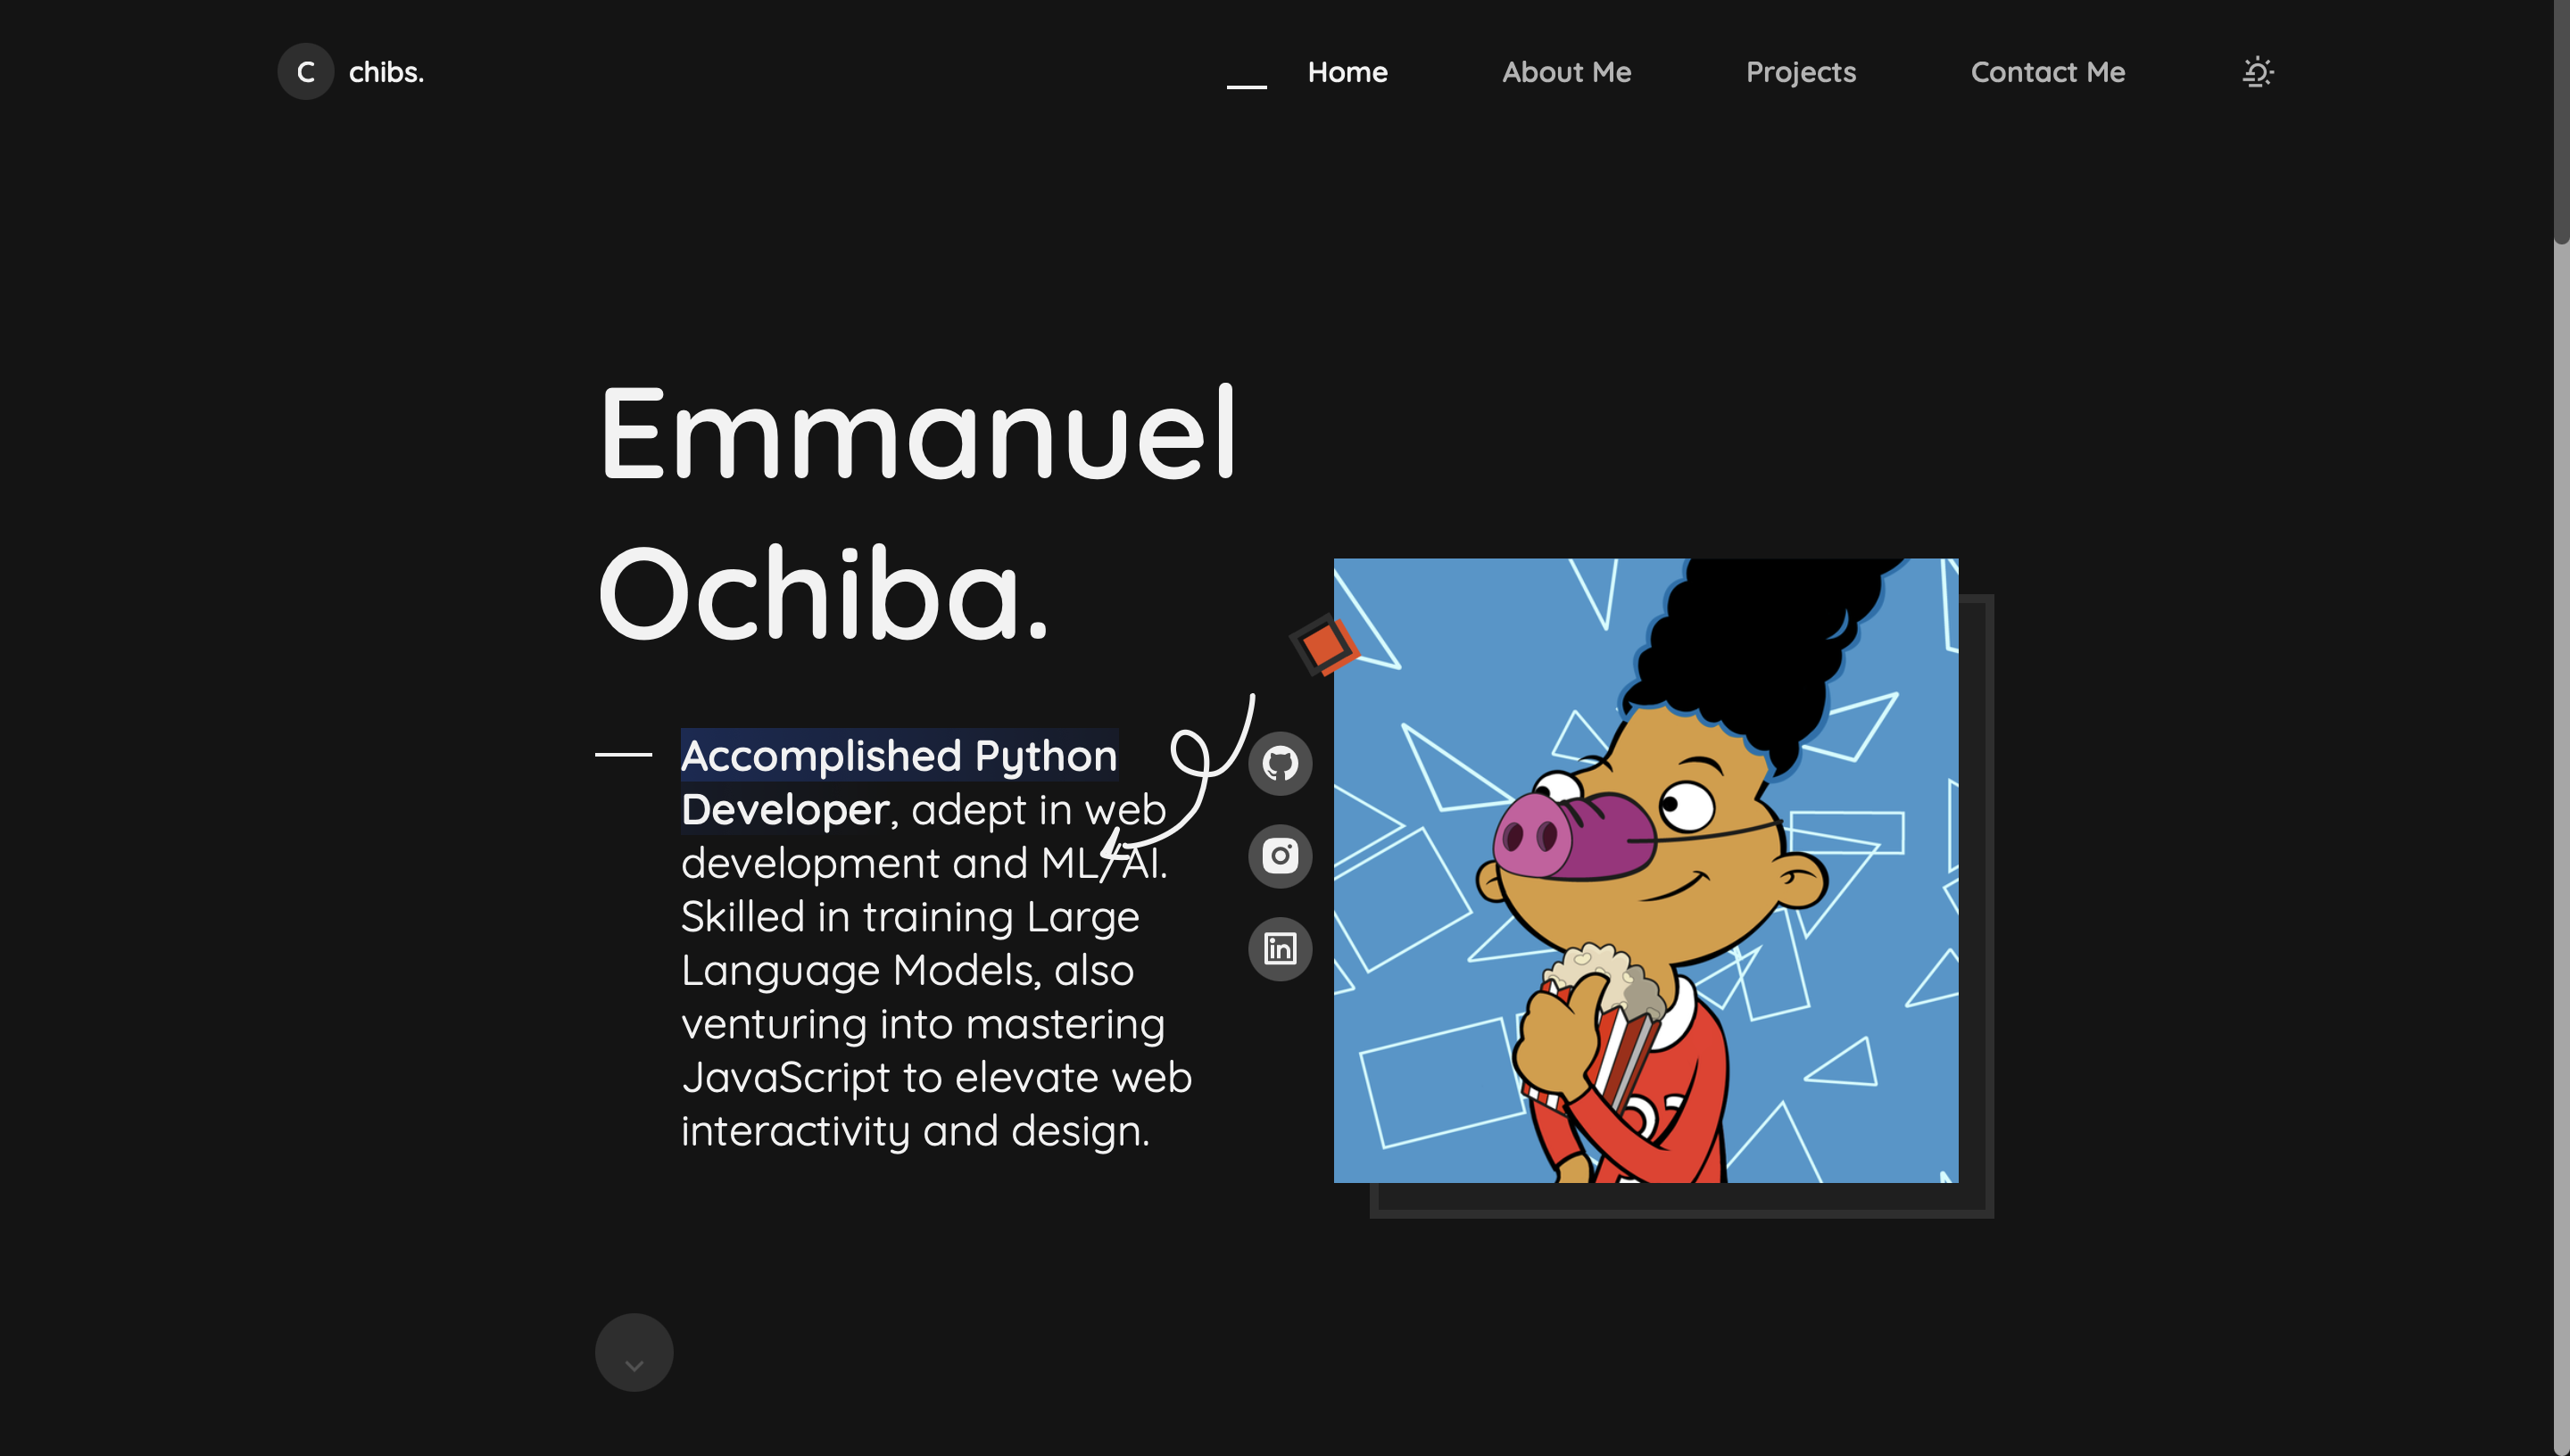 C chibs.
Home About Me Projects Contact Me
Emmanuel
Ochiba.
Accomplished Python
Developer, adept in web
development and ML/AI.
Skilled in training Large
Language Models, also
venturing into mastering
JavaScript to elevate web
interactivity and design.
in